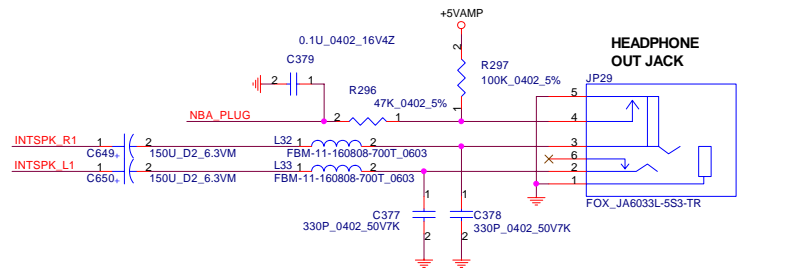 +5VAMP
0.1U_0402_16V4Z
HEADPHONE
OUT JACK
C379
2
R297
100K_0402_5%
JP29
2 1
R296
47K_0402_5%
1
5
NBA_PLUG
2 1
4
INTSPK_R1
1 2
L32 1 2
3
C649+
150U_D2_6.3VM
FBM-11-160808-700T_0603
6
INTSPK_L1
1 2
L33 1 2
2
C650+
150U_D2_6.3VM
FBM-11-160808-700T_0603
1
1 1
FOX_JA6033L-5S3-TR
C377
330P_0402_50V7K
C378
330P_0402_50V7K
2 2